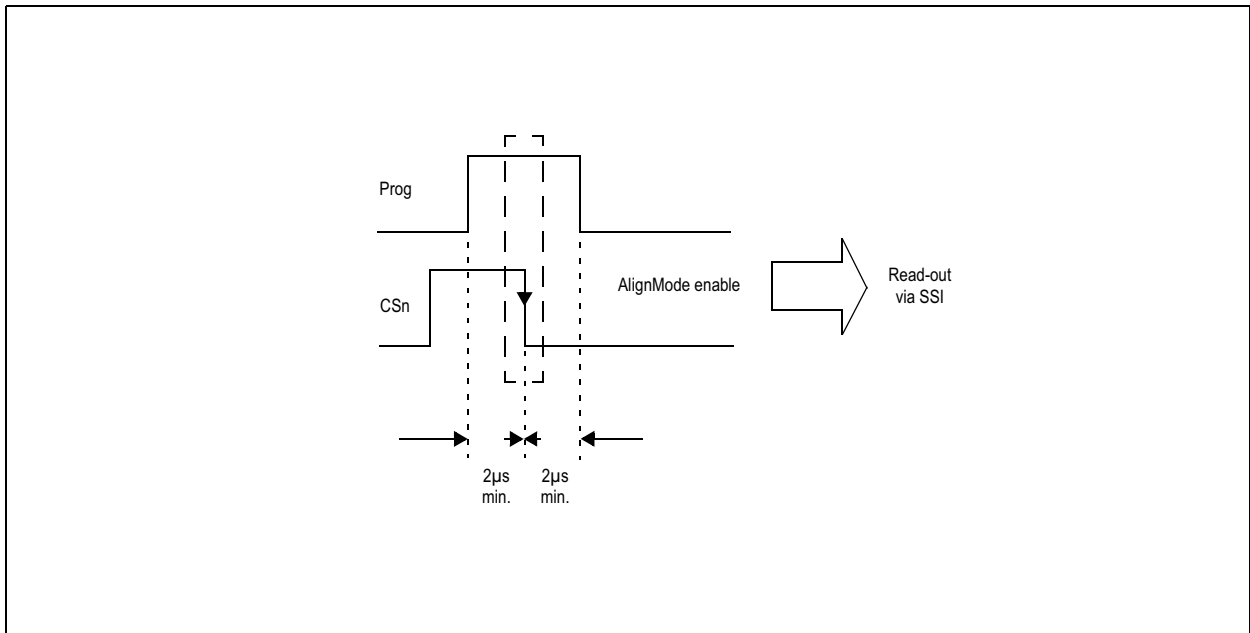 Prog
CSn
AlignMode enable
Read-out
via SSI
2µs
min.
2µs
min.